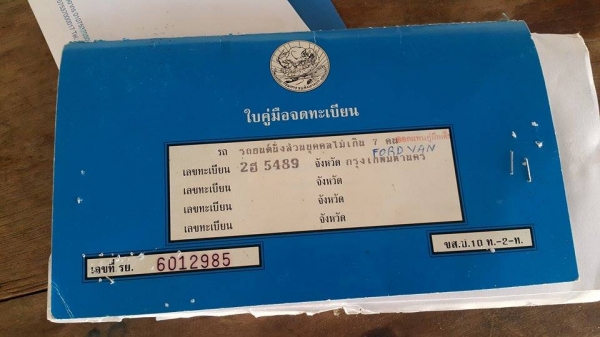 ใบคู่มือจดทะเบียน
รถ รถยนต์นั่งส่วนบุคคลไม่เกิน 7 คน
FORD VAN
เลขทะเบียน 2ฮ 5489 จังหวัด กรุงเทพมหานคร
เลขทะเบียน จังหวัด
เลขทะเบียน จังหวัด
เลขทะเบียน จังหวัด
เลขที่ รย. 6012985
ขส.บ.10 ท.-2-ท.